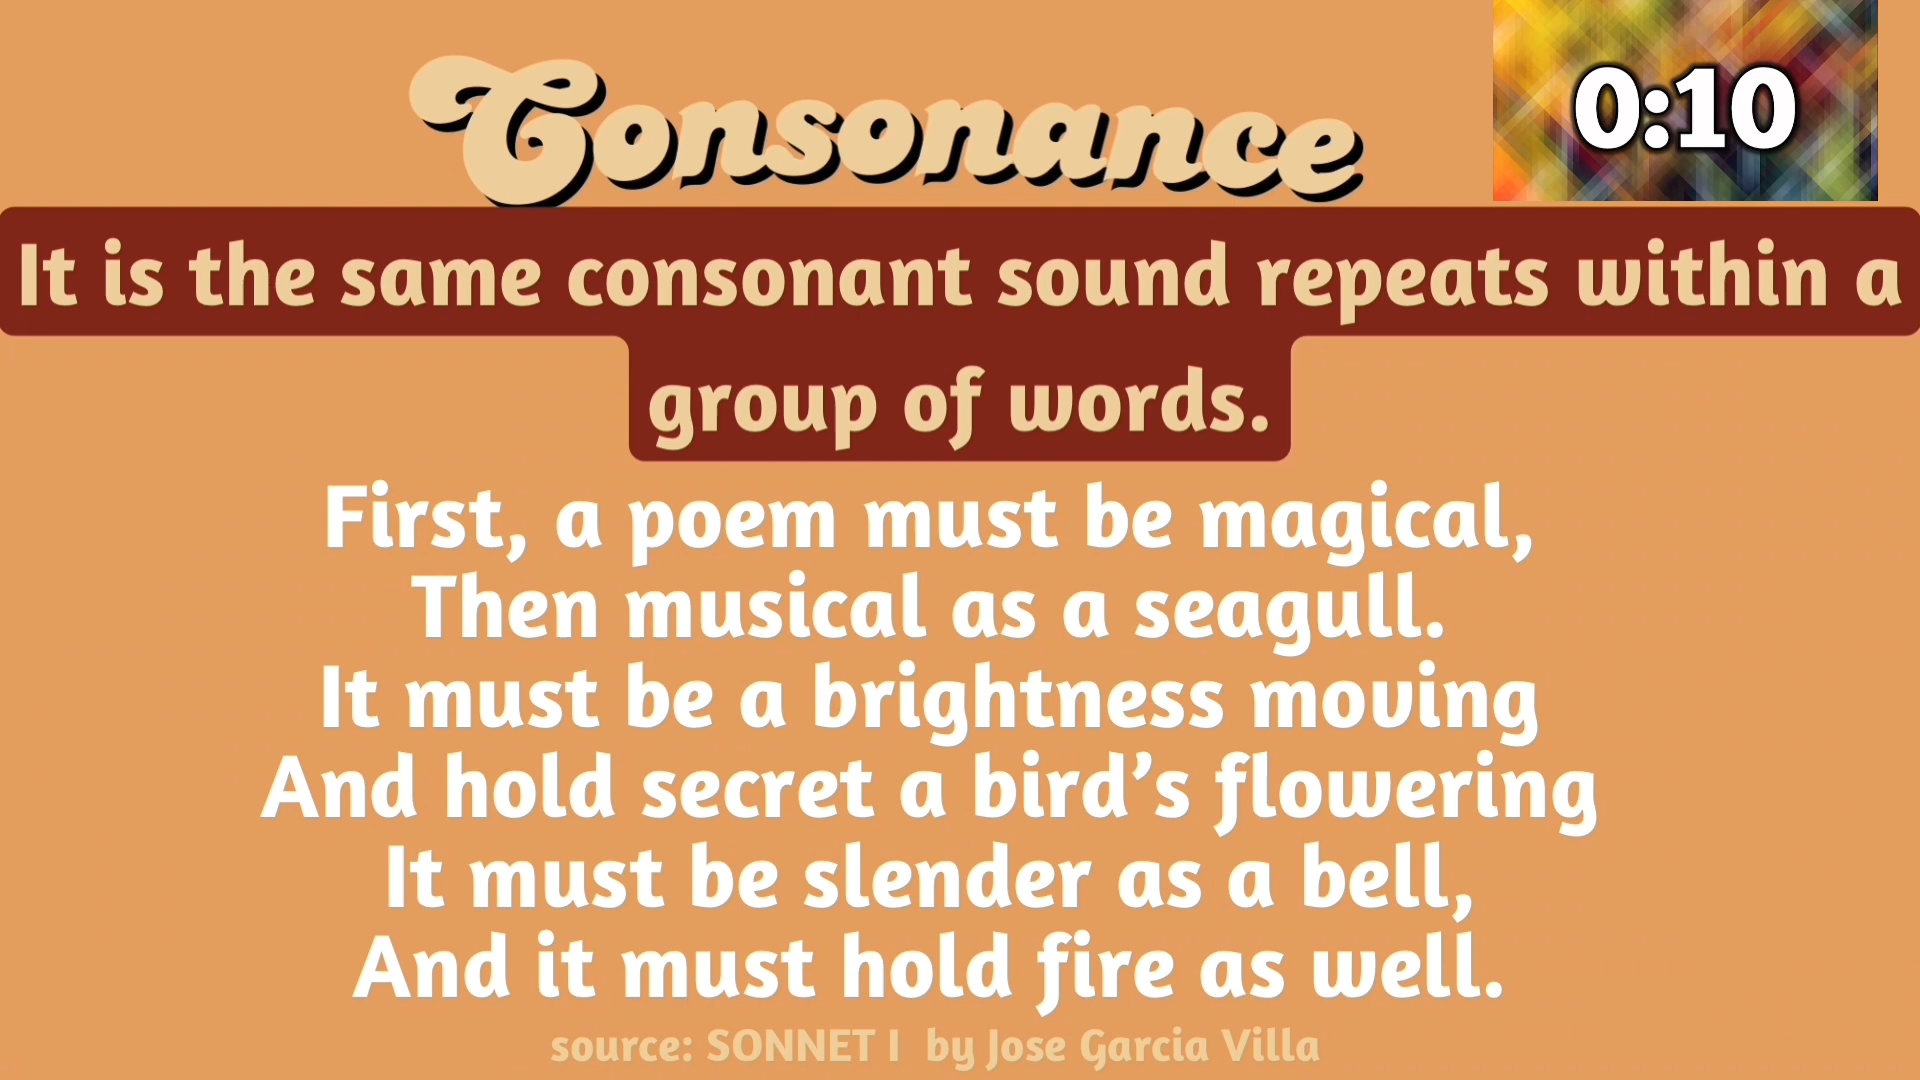 Consonance
0:10
It is the same consonant sound repeats within a
group of words.
First, a poem must be magical,
Then musical as a seagull.
It must be a brightness moving
And hold secret a bird’s flowering
It must be slender as a bell,
And it must hold fire as well.
source: SONNET I by Jose Garcia Villa